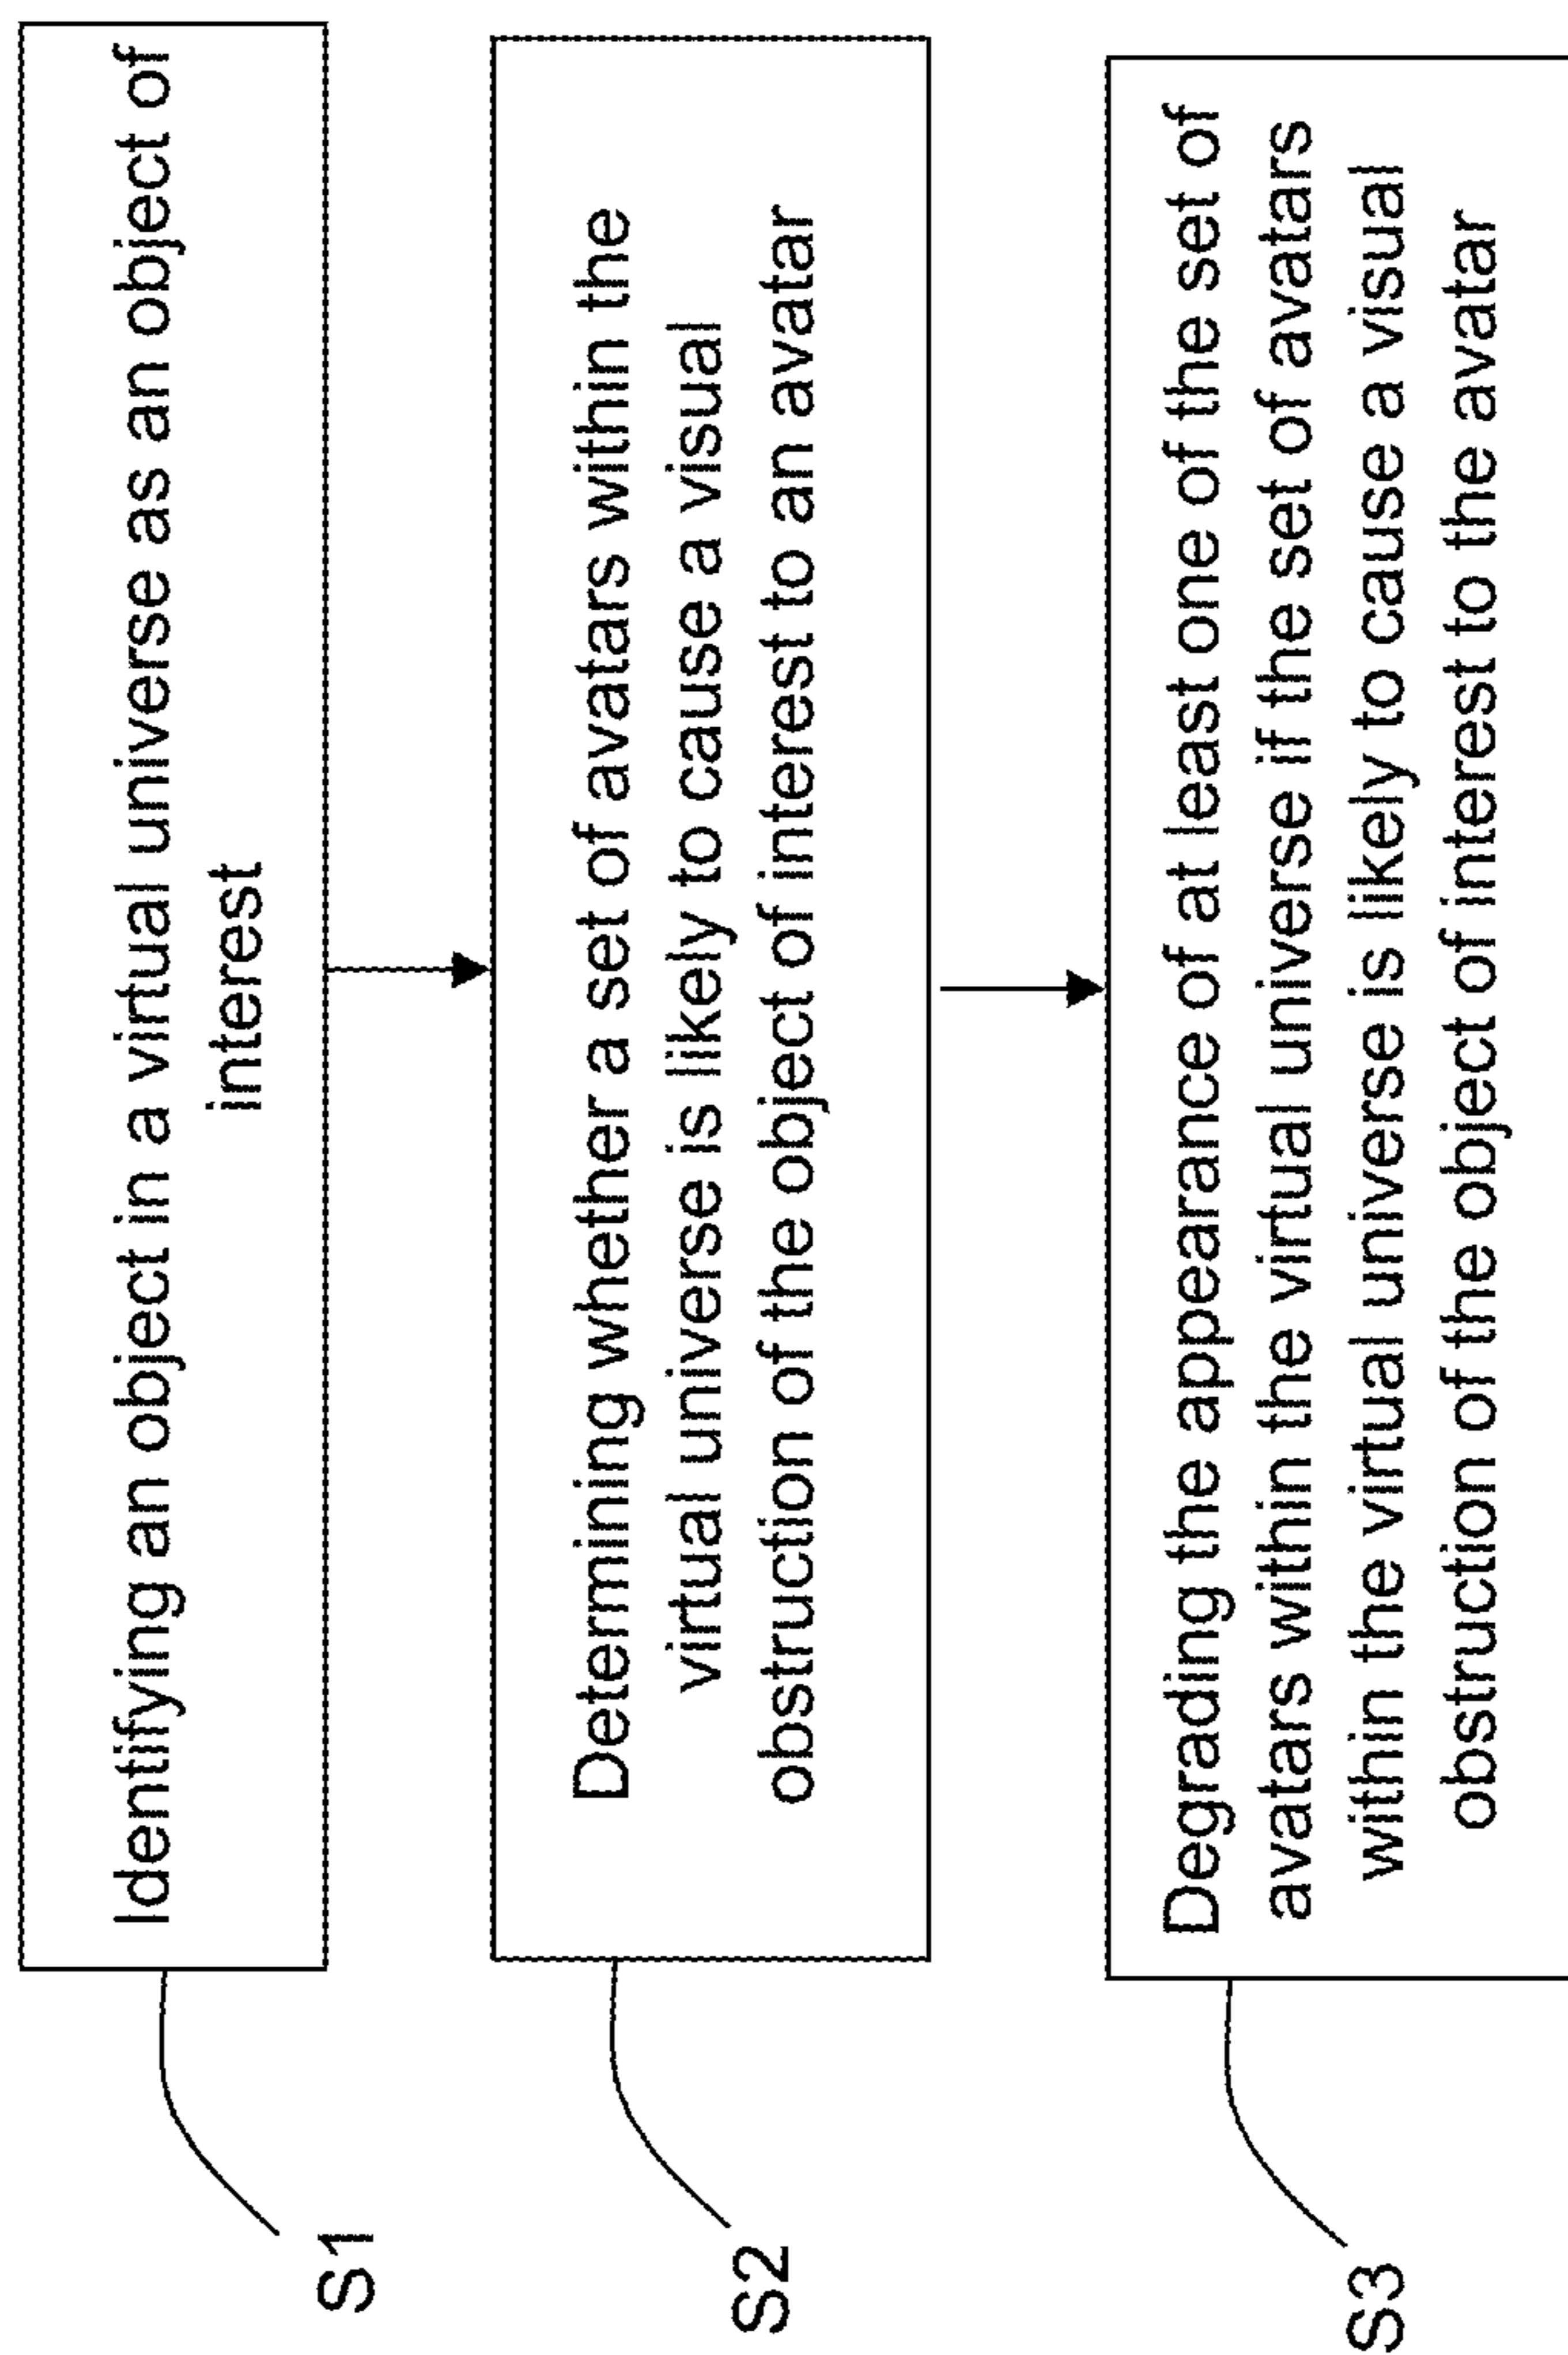 Identifying an object in a virtual universe as an object of
interest
S1
Determining whether a set of avatars within the
virtual universe is likely to cause a visual
obstruction of the object of interest to an avatar
S2
Degrading the appearance of at least one of the set of
avatars within the virtual universe if the set of avatars
within the virtual universe is likely to cause a visual
obstruction of the object of interest to the avatar
S3